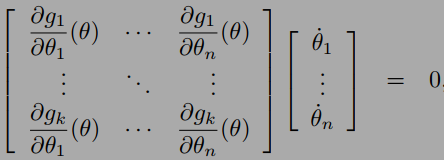 [ ∂g₁/∂θ₁(θ) ⋯ ∂g₁/∂θₙ(θ) ] [ θ̇₁ ]
[ ⋮ ⋱ ⋮ ] [ ⋮ ] = 0.
[ ∂gₖ/∂θ₁(θ) ⋯ ∂gₖ/∂θₙ(θ) ] [ θ̇ₙ ]